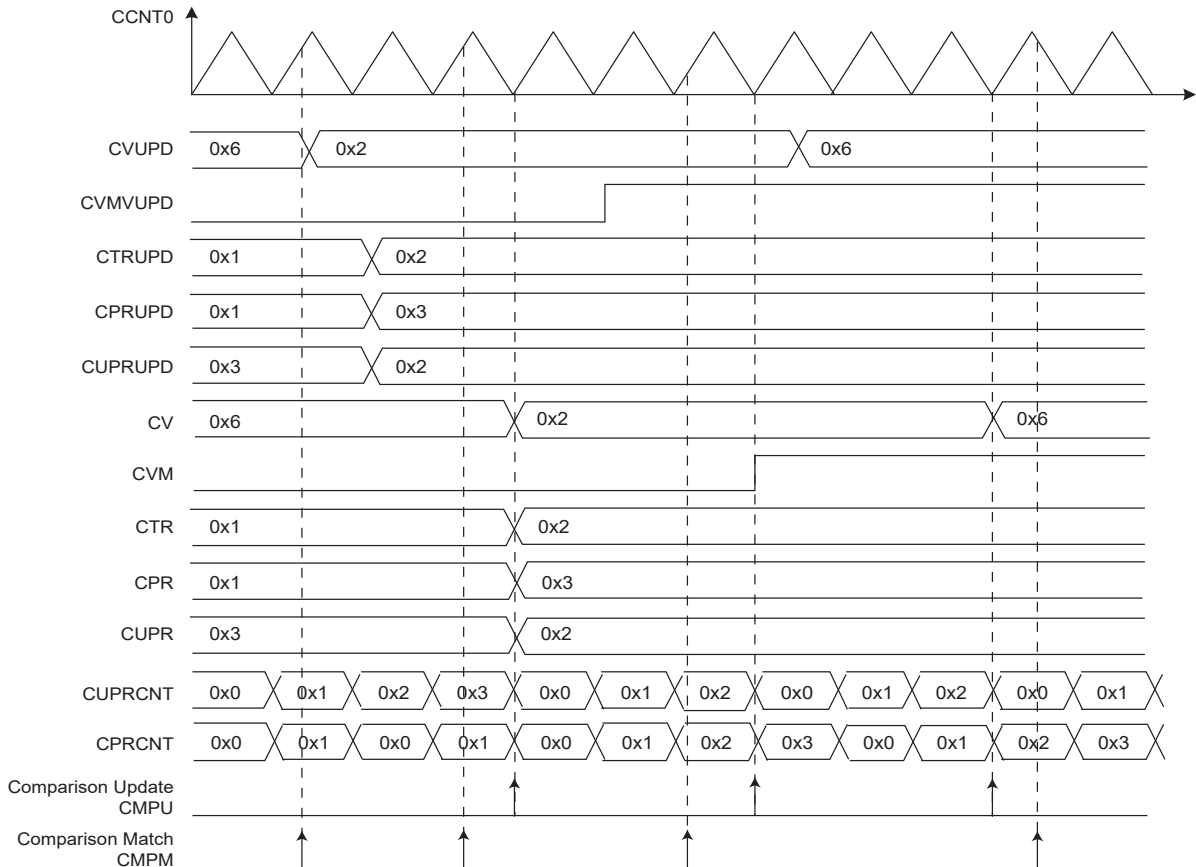 CCNT0
CVUPD 0x6 0x2 0x6
CVMVUPD
CTRUPD 0x1 0x2
CPRUPD 0x1 0x3
CUPRUPD 0x3 0x2
CV 0x6 0x2 0x6
CVM
CTR 0x1 0x2
CPR 0x1 0x3
CUPR 0x3 0x2
CUPRCNT 0x0 0x1 0x2 0x3 0x0 0x1 0x2 0x0 0x1 0x2 0x0 0x1
CPRCNT 0x0 0x1 0x0 0x1 0x0 0x1 0x2 0x3 0x0 0x1 0x2 0x3
Comparison Update
CMPU
Comparison Match
CMPM